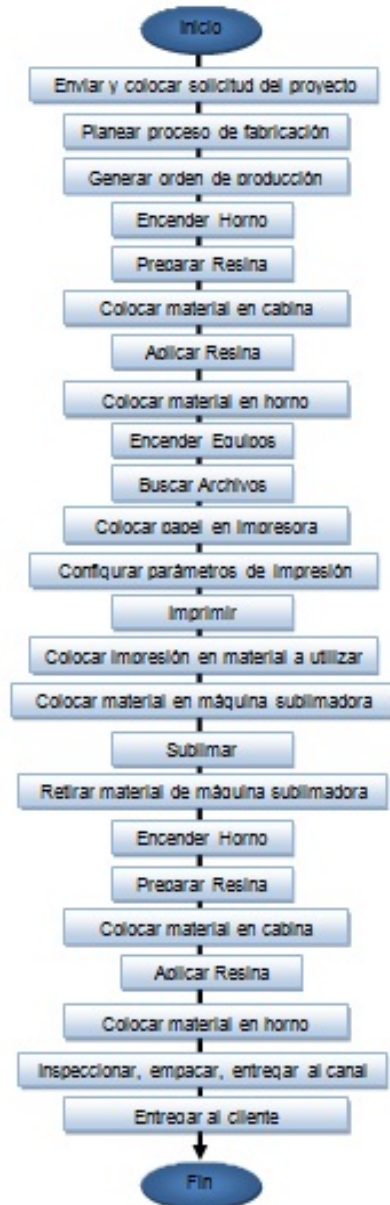 Inicio
Enviar y colocar solicitud del proyecto
Planear proceso de fabricación
Generar orden de producción
Encender Horno
Preparar Resina
Colocar material en cabina
Aplicar Resina
Colocar material en horno
Encender Equipos
Buscar Archivos
Colocar papel en Impresora
Configurar parámetros de Impresión
Imprimir
Colocar Impresión en material a utilizar
Colocar material en máquina sublimadora
Sublimar
Retirar material de máquina sublimadora
Encender Horno
Preparar Resina
Colocar material en cabina
Aplicar Resina
Colocar material en horno
Inspeccionar, empacar, entregar al canal
Entregar al cliente
Fin